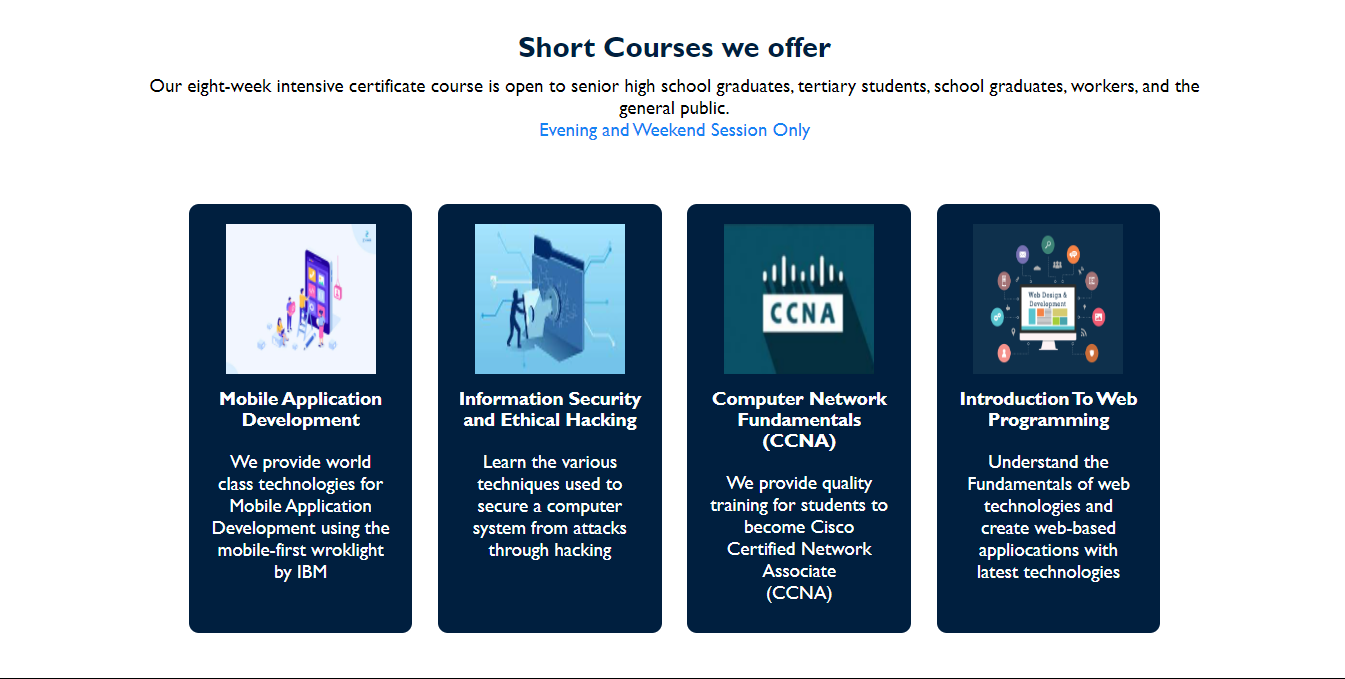 Short Courses we offer
Our eight-week intensive certificate course is open to senior high school graduates, tertiary students, school graduates, workers, and the
general public.
Evening and Weekend Session Only
Mobile Application
Development
We provide world
class technologies for
Mobile Application
Development using the
mobile-first wroklight
by IBM
Information Security
and Ethical Hacking
Learn the various
techniques used to
secure a computer
system from attacks
through hacking
CCNA
Computer Network
Fundamentals
(CCNA)
We provide quality
training for students to
become Cisco
Certified Network
Associate
(CCNA)
Web Design &
Development
Introduction To Web
Programming
Understand the
Fundamentals of web
technologies and
create web-based
appliocations with
latest technologies